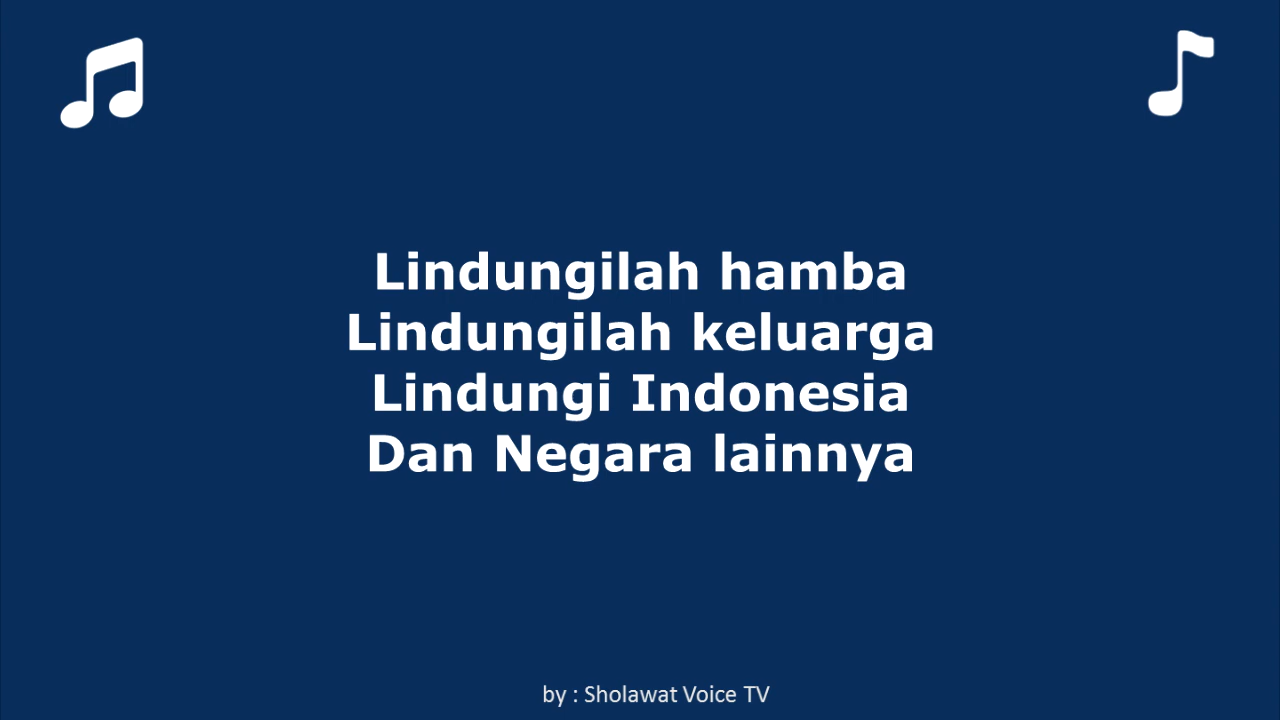 Lindungilah hamba
Lindungilah keluarga
Lindungi Indonesia
Dan Negara lainnya
by : Sholawat Voice TV